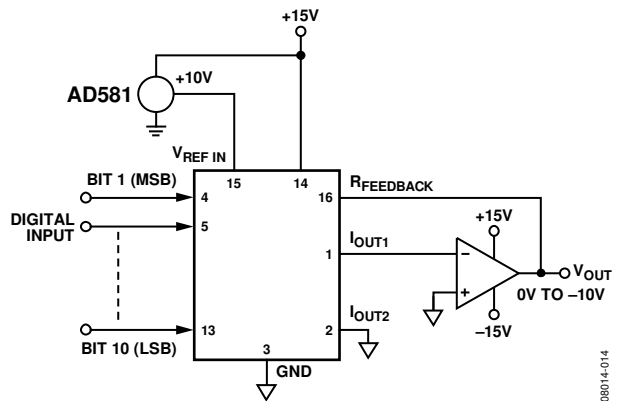 +15V
+10V
AD581
VREF IN
BIT 1 (MSB)
15
14
RFEEDBACK
4
16
DIGITAL
INPUT
5
+15V
IOUT1
1
–
VOUT
+
0V TO –10V
IOUT2
13
2
–15V
BIT 10 (LSB)
3
GND
08014-014